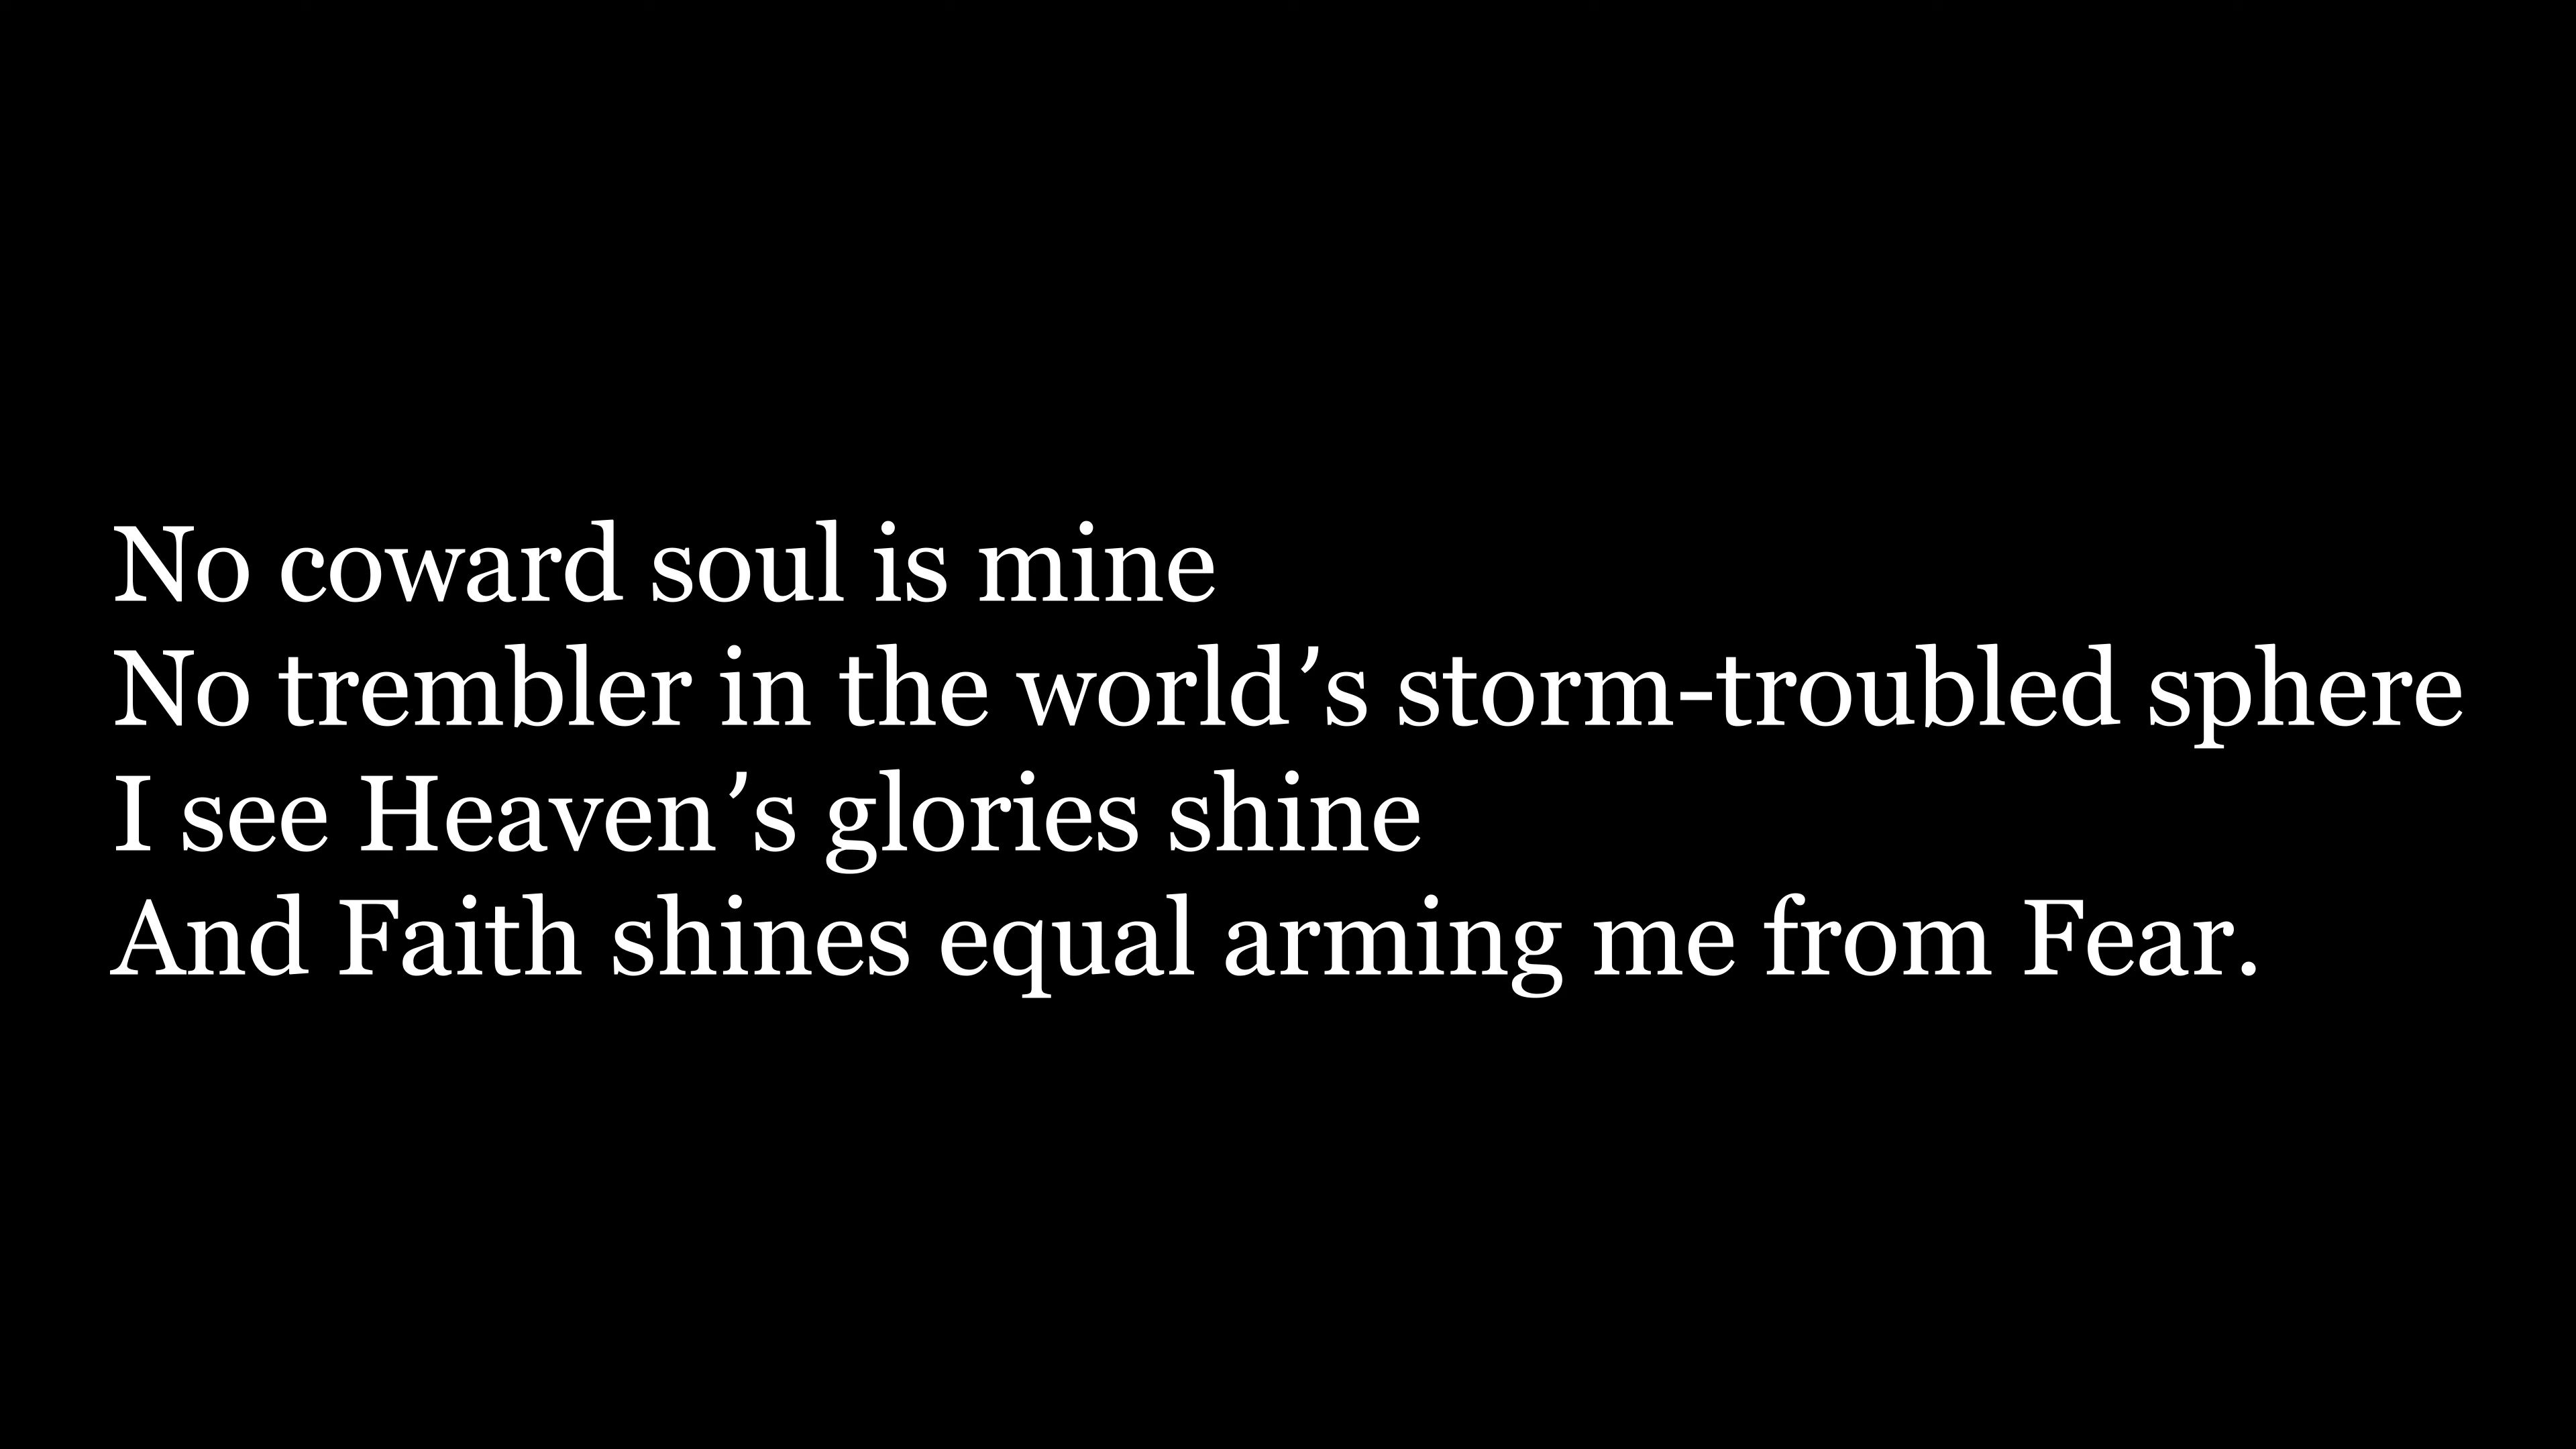 No coward soul is mine
No trembler in the world’s storm-troubled sphere
I see Heaven’s glories shine
And Faith shines equal arming me from Fear.